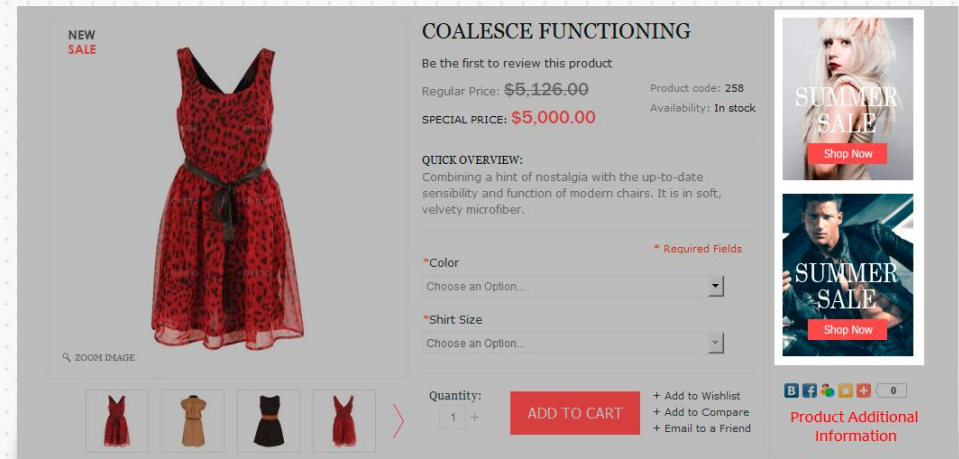 NEW
SALE
ZOOM IMAGE
COALESCE FUNCTIONING
Be the first to review this product
Regular Price: $5,126.00
Product code: 258
SPECIAL PRICE: $5,000.00
Availability: In stock
QUICK OVERVIEW:
Combining a hint of nostalgia with the up-to-date
sensibility and function of modern chairs. It is in soft,
velvety microfiber.
* Required Fields
*Color
Choose an Option...
*Shirt Size
Choose an Option...
Quantity:
1 +
ADD TO CART
+ Add to Wishlist
+ Add to Compare
+ Email to a Friend
SUMMER
SALE
Shop Now
SUMMER
SALE
Shop Now
B f + 0
Product Additional
Information
demo
demo
demo
demo